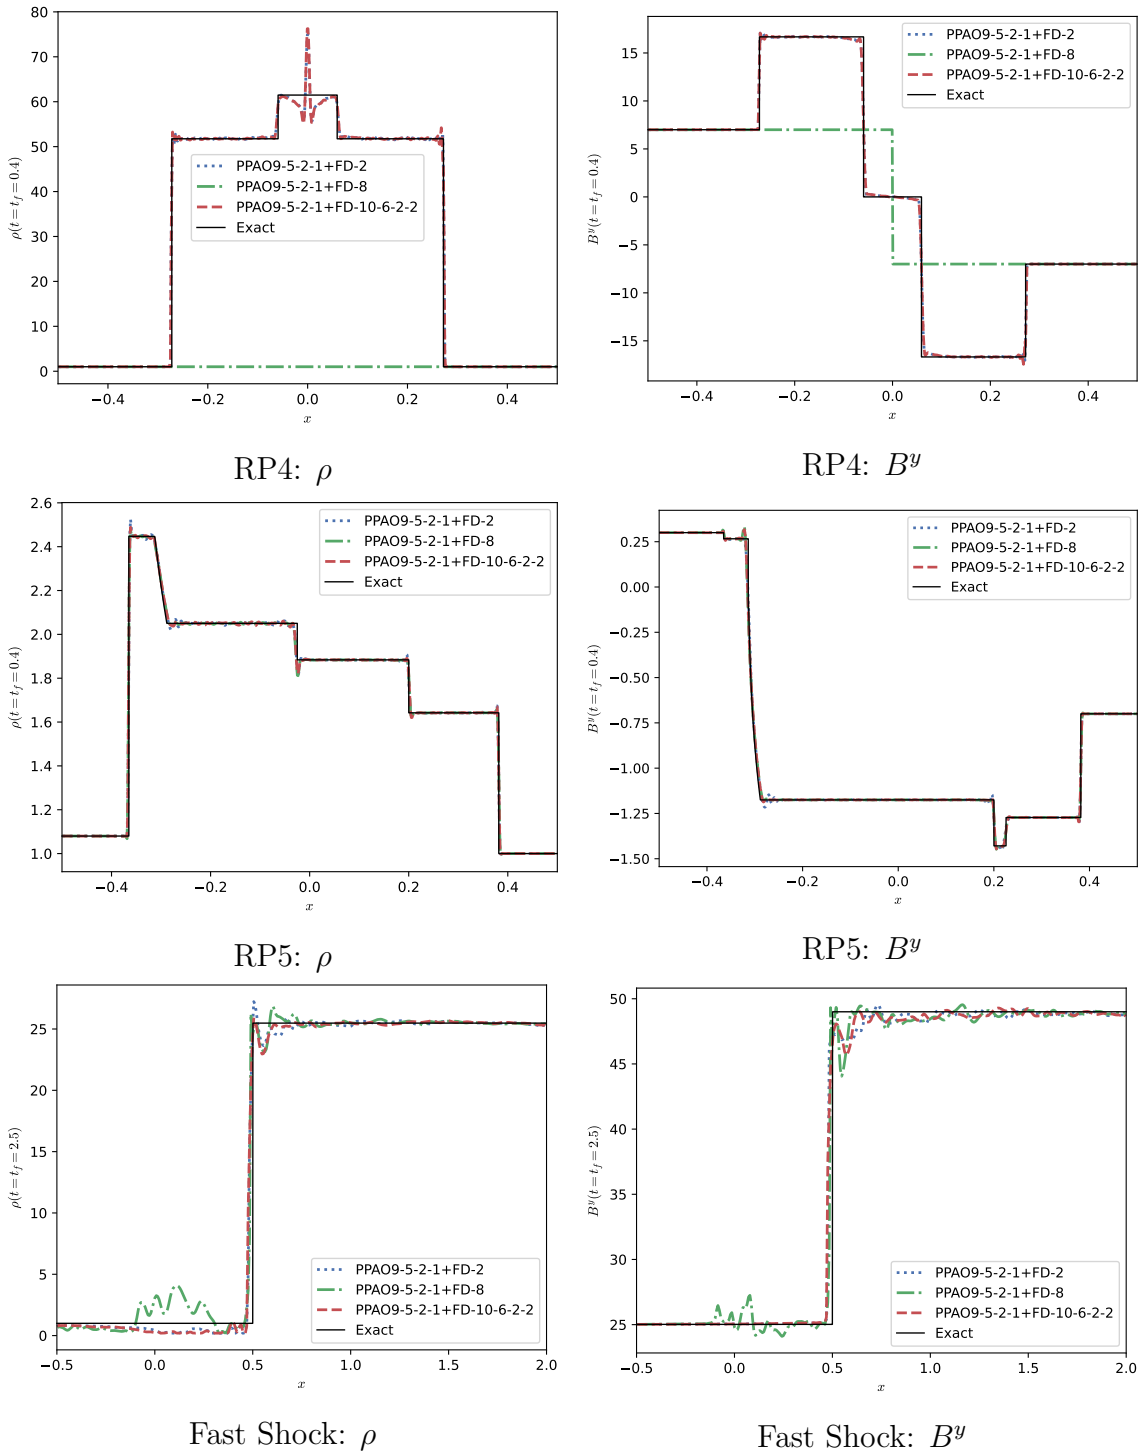 80
70
60
50
40
30
20
10
0
ρ(t = t_f = 0.4)
PPAO9-5-2-1+FD-2
PPAO9-5-2-1+FD-8
PPAO9-5-2-1+FD-10-6-2-2
Exact
−0.4 −0.2 0.0 0.2 0.4
x
RP4: ρ
15
10
5
0
−5
−10
−15
B^y(t = t_f = 0.4)
PPAO9-5-2-1+FD-2
PPAO9-5-2-1+FD-8
PPAO9-5-2-1+FD-10-6-2-2
Exact
−0.4 −0.2 0.0 0.2 0.4
x
RP4: B^y
2.6
2.4
2.2
2.0
1.8
1.6
1.4
1.2
1.0
ρ(t = t_f = 0.4)
PPAO9-5-2-1+FD-2
PPAO9-5-2-1+FD-8
PPAO9-5-2-1+FD-10-6-2-2
Exact
−0.4 −0.2 0.0 0.2 0.4
x
RP5: ρ
0.25
0.00
−0.25
−0.50
−0.75
−1.00
−1.25
−1.50
B^y(t = t_f = 0.4)
PPAO9-5-2-1+FD-2
PPAO9-5-2-1+FD-8
PPAO9-5-2-1+FD-10-6-2-2
Exact
−0.4 −0.2 0.0 0.2 0.4
x
RP5: B^y
25
20
15
10
5
0
ρ(t = t_f = 2.5)
PPAO9-5-2-1+FD-2
PPAO9-5-2-1+FD-8
PPAO9-5-2-1+FD-10-6-2-2
Exact
−0.5 0.0 0.5 1.0 1.5 2.0
x
Fast Shock: ρ
50
45
40
35
30
25
B^y(t = t_f = 2.5)
PPAO9-5-2-1+FD-2
PPAO9-5-2-1+FD-8
PPAO9-5-2-1+FD-10-6-2-2
Exact
−0.5 0.0 0.5 1.0 1.5 2.0
x
Fast Shock: B^y